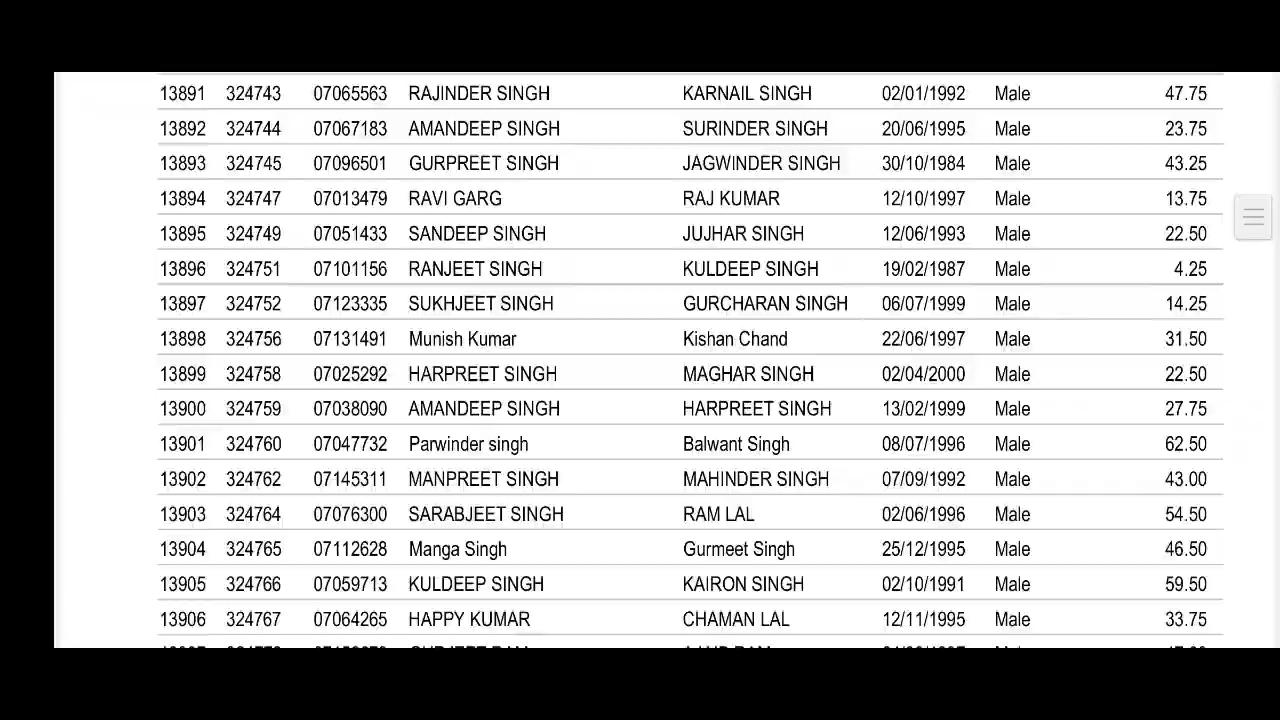 13891 324743 07065563 RAJINDER SINGH KARNAIL SINGH 02/01/1992 Male 47.75
13892 324744 07067183 AMANDEEP SINGH SURINDER SINGH 20/06/1995 Male 23.75
13893 324745 07096501 GURPREET SINGH JAGWINDER SINGH 30/10/1984 Male 43.25
13894 324747 07013479 RAVI GARG RAJ KUMAR 12/10/1997 Male 13.75
13895 324749 07051433 SANDEEP SINGH JUJHAR SINGH 12/06/1993 Male 22.50
13896 324751 07101156 RANJEET SINGH KULDEEP SINGH 19/02/1987 Male 4.25
13897 324752 07123335 SUKHJEET SINGH GURCHARAN SINGH 06/07/1999 Male 14.25
13898 324756 07131491 Munish Kumar Kishan Chand 22/06/1997 Male 31.50
13899 324758 07025292 HARPREET SINGH MAGHAR SINGH 02/04/2000 Male 22.50
13900 324759 07038090 AMANDEEP SINGH HARPREET SINGH 13/02/1999 Male 27.75
13901 324760 07047732 Parwinder singh Balwant Singh 08/07/1996 Male 62.50
13902 324762 07145311 MANPREET SINGH MAHINDER SINGH 07/09/1992 Male 43.00
13903 324764 07076300 SARABJEET SINGH RAM LAL 02/06/1996 Male 54.50
13904 324765 07112628 Manga Singh Gurmeet Singh 25/12/1995 Male 46.50
13905 324766 07059713 KULDEEP SINGH KAIRON SINGH 02/10/1991 Male 59.50
13906 324767 07064265 HAPPY KUMAR CHAMAN LAL 12/11/1995 Male 33.75